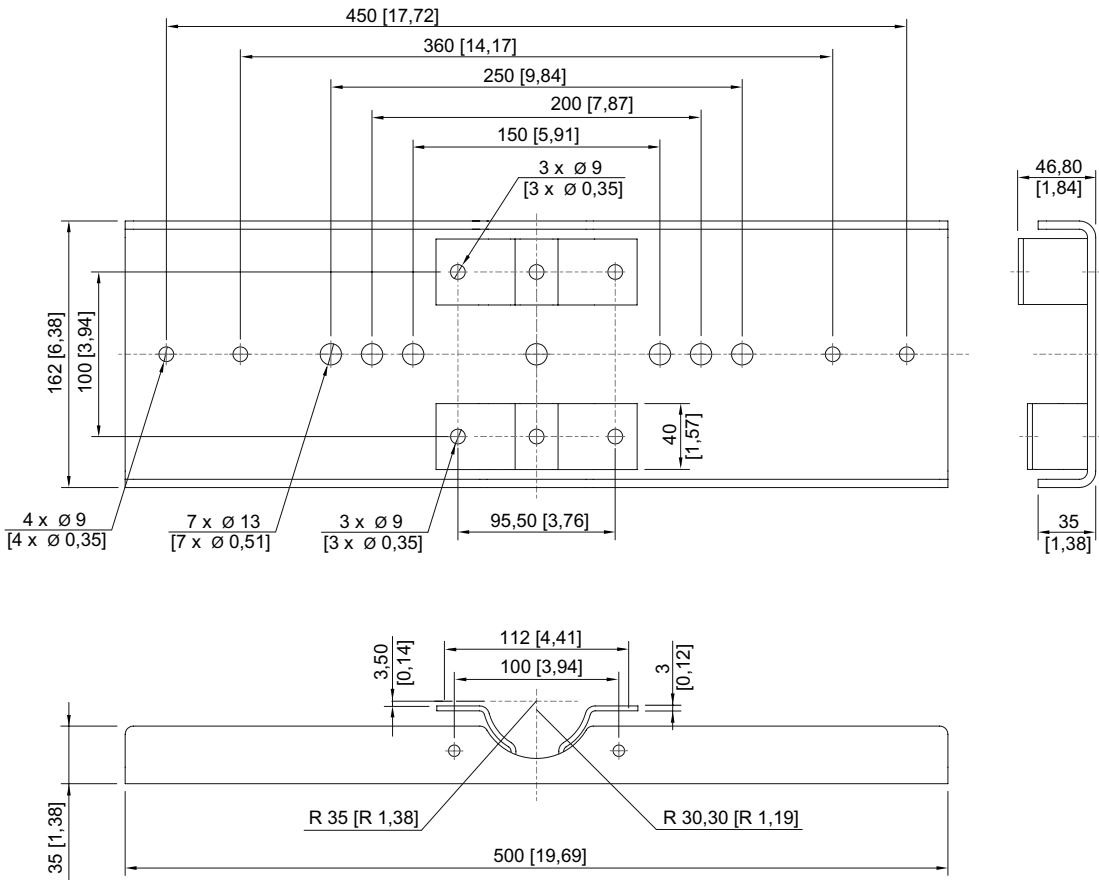 450 [17,72]
360 [14,17]
250 [9,84]
200 [7,87]
150 [5,91]
3 x Ø 9
[3 x Ø 0,35]
46,80
[1,84]
162 [6,38]
100 [3,94]
40
[1,57]
4 x Ø 9
[4 x Ø 0,35]
7 x Ø 13
[7 x Ø 0,51]
3 x Ø 9
[3 x Ø 0,35]
95,50 [3,76]
35
[1,38]
3,50
[0,14]
112 [4,41]
100 [3,94]
3
[0,12]
35 [1,38]
R 35 [R 1,38]
R 30,30 [R 1,19]
500 [19,69]